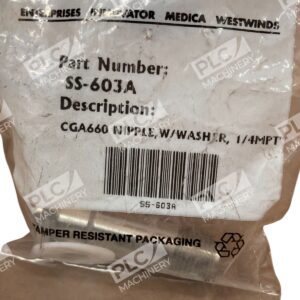 ENTERPRISES RENOVATOR MEDICA WESTWINDS
Part Number:
SS-603A
Description:
CGA660 NIPPLE,W/WASHER, 1/4MPT
SS-603A
TAMPER RESISTANT PACKAGING
PLC
MACHINERY